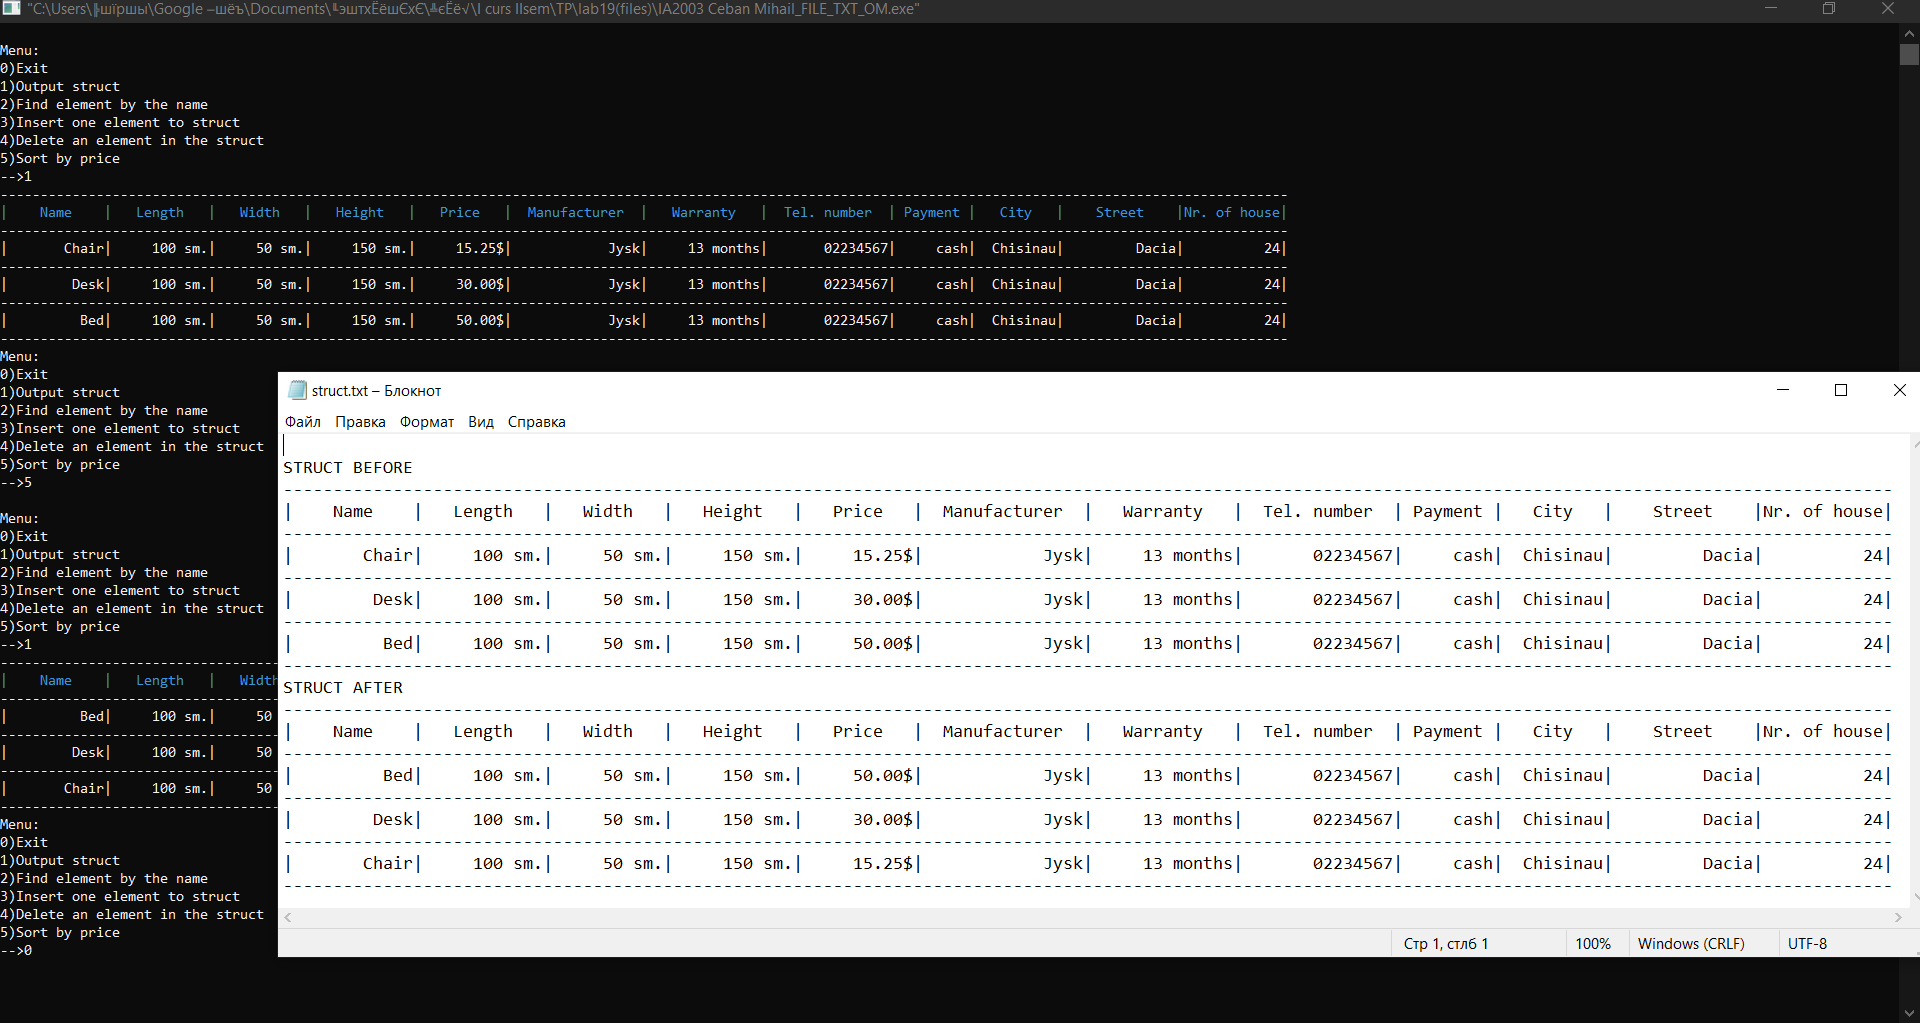 "C:\Users\╠шїршы\Google –шёъ\Documents\╙эштхЁёшЄхЄ\╩єЁё√\I curs IIsem\TP\lab19(files)\IA2003 Ceban Mihail_FILE_TXT_OM.exe"
Menu:
0)Exit
1)Output struct
2)Find element by the name
3)Insert one element to struct
4)Delete an element in the struct
5)Sort by price
-->1
| Name | Length | Width | Height | Price | Manufacturer | Warranty | Tel. number | Payment | City | Street |Nr. of house|
| Chair| 100 sm.| 50 sm.| 150 sm.| 15.25$| Jysk| 13 months| 02234567| cash| Chisinau| Dacia| 24|
| Desk| 100 sm.| 50 sm.| 150 sm.| 30.00$| Jysk| 13 months| 02234567| cash| Chisinau| Dacia| 24|
| Bed| 100 sm.| 50 sm.| 150 sm.| 50.00$| Jysk| 13 months| 02234567| cash| Chisinau| Dacia| 24|
Menu:
0)Exit
1)Output struct
2)Find element by the name
3)Insert one element to struct
4)Delete an element in the struct
5)Sort by price
-->5
Menu:
0)Exit
1)Output struct
2)Find element by the name
3)Insert one element to struct
4)Delete an element in the struct
5)Sort by price
-->1
| Name | Length | Width
| Bed| 100 sm.| 50
| Desk| 100 sm.| 50
| Chair| 100 sm.| 50
Menu:
0)Exit
1)Output struct
2)Find element by the name
3)Insert one element to struct
4)Delete an element in the struct
5)Sort by price
-->0
struct.txt – Блокнот
Файл Правка Формат Вид Справка
STRUCT BEFORE
| Name | Length | Width | Height | Price | Manufacturer | Warranty | Tel. number | Payment | City | Street |Nr. of house|
| Chair| 100 sm.| 50 sm.| 150 sm.| 15.25$| Jysk| 13 months| 02234567| cash| Chisinau| Dacia| 24|
| Desk| 100 sm.| 50 sm.| 150 sm.| 30.00$| Jysk| 13 months| 02234567| cash| Chisinau| Dacia| 24|
| Bed| 100 sm.| 50 sm.| 150 sm.| 50.00$| Jysk| 13 months| 02234567| cash| Chisinau| Dacia| 24|
STRUCT AFTER
| Name | Length | Width | Height | Price | Manufacturer | Warranty | Tel. number | Payment | City | Street |Nr. of house|
| Bed| 100 sm.| 50 sm.| 150 sm.| 50.00$| Jysk| 13 months| 02234567| cash| Chisinau| Dacia| 24|
| Desk| 100 sm.| 50 sm.| 150 sm.| 30.00$| Jysk| 13 months| 02234567| cash| Chisinau| Dacia| 24|
| Chair| 100 sm.| 50 sm.| 150 sm.| 15.25$| Jysk| 13 months| 02234567| cash| Chisinau| Dacia| 24|
Стр 1, стлб 1 100% Windows (CRLF) UTF-8